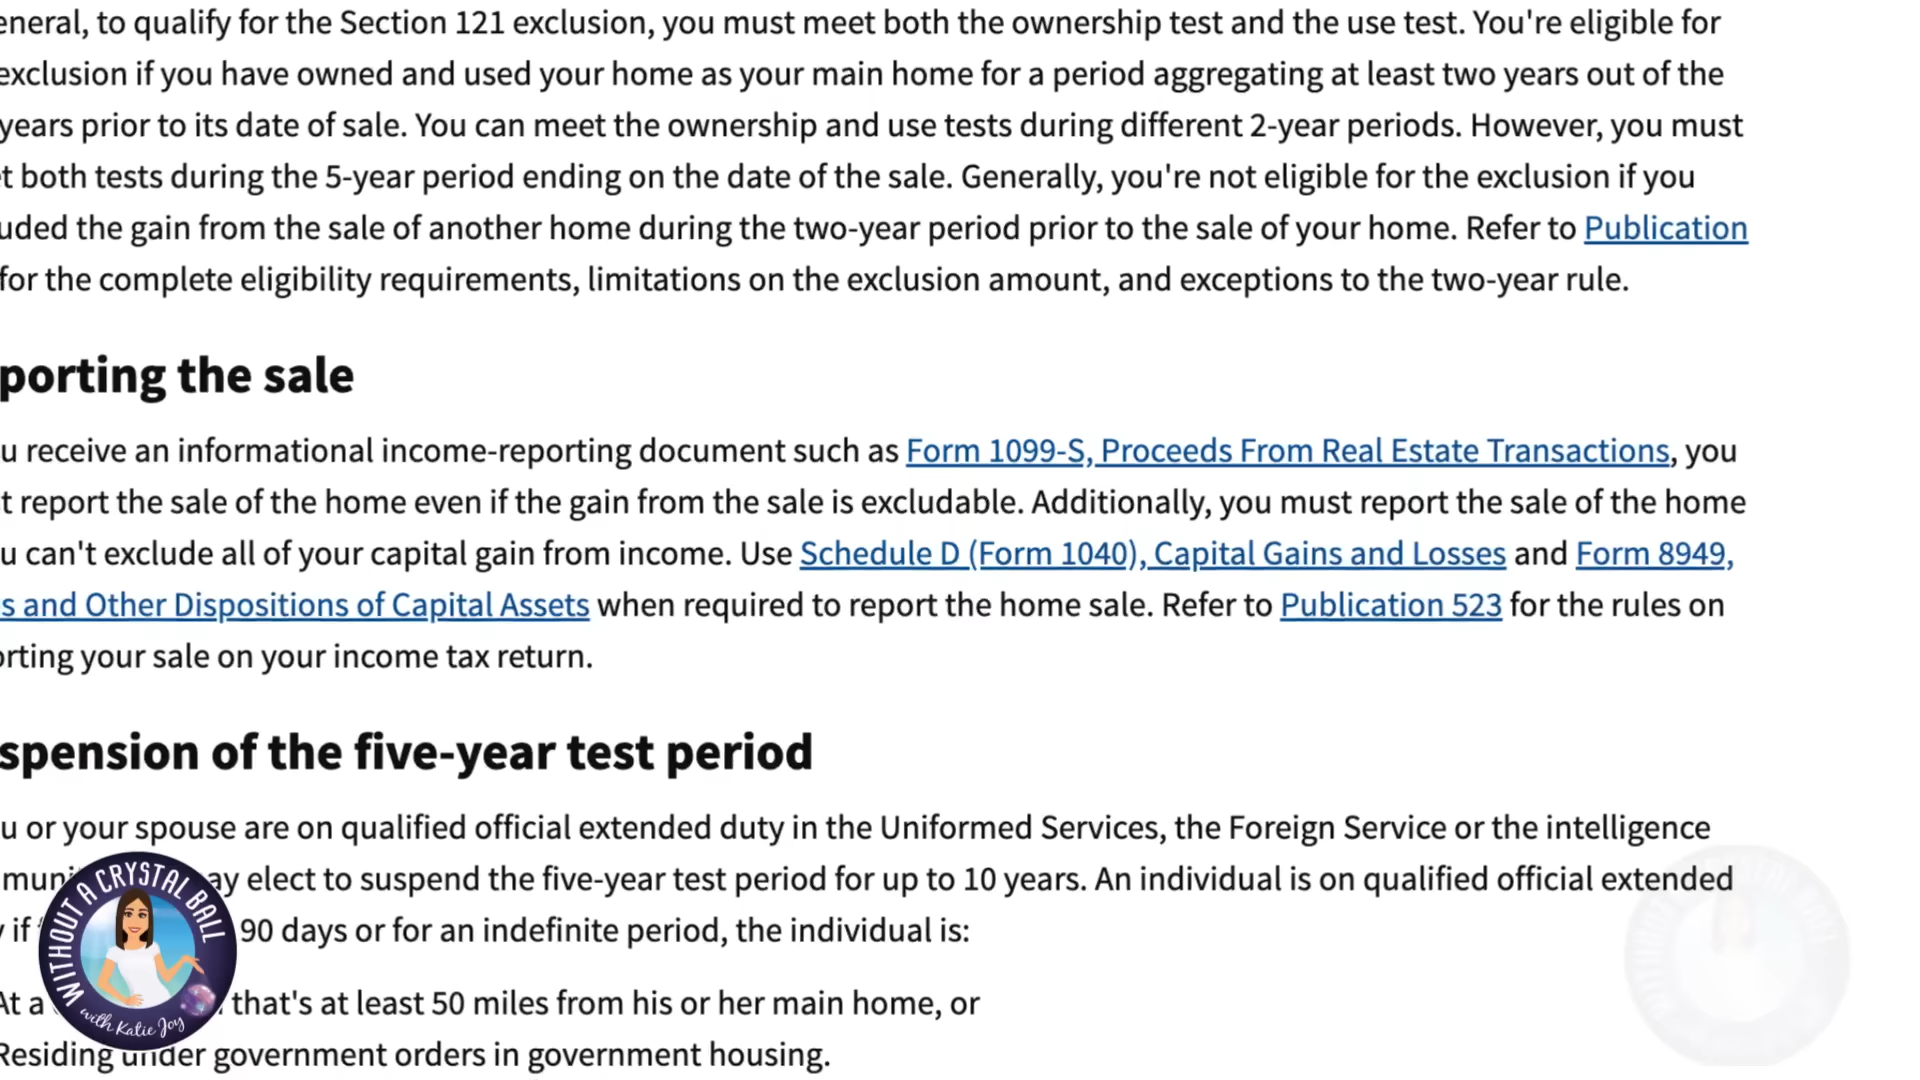 eneral, to qualify for the Section 121 exclusion, you must meet both the ownership test and the use test. You're eligible for
exclusion if you have owned and used your home as your main home for a period aggregating at least two years out of the
years prior to its date of sale. You can meet the ownership and use tests during different 2-year periods. However, you must
t both tests during the 5-year period ending on the date of the sale. Generally, you're not eligible for the exclusion if you
uded the gain from the sale of another home during the two-year period prior to the sale of your home. Refer to Publication
for the complete eligibility requirements, limitations on the exclusion amount, and exceptions to the two-year rule.
porting the sale
u receive an informational income-reporting document such as Form 1099-S, Proceeds From Real Estate Transactions, you
t report the sale of the home even if the gain from the sale is excludable. Additionally, you must report the sale of the home
u can't exclude all of your capital gain from income. Use Schedule D (Form 1040), Capital Gains and Losses and Form 8949,
s and Other Dispositions of Capital Assets when required to report the home sale. Refer to Publication 523 for the rules on
orting your sale on your income tax return.
spension of the five-year test period
u or your spouse are on qualified official extended duty in the Uniformed Services, the Foreign Service or the intelligence
muni ay elect to suspend the five-year test period for up to 10 years. An individual is on qualified official extended
y if 90 days or for an indefinite period, the individual is:
At a that's at least 50 miles from his or her main home, or
Residing under government orders in government housing.
WITHOUT A CRYSTAL BALL
with Katie Joy